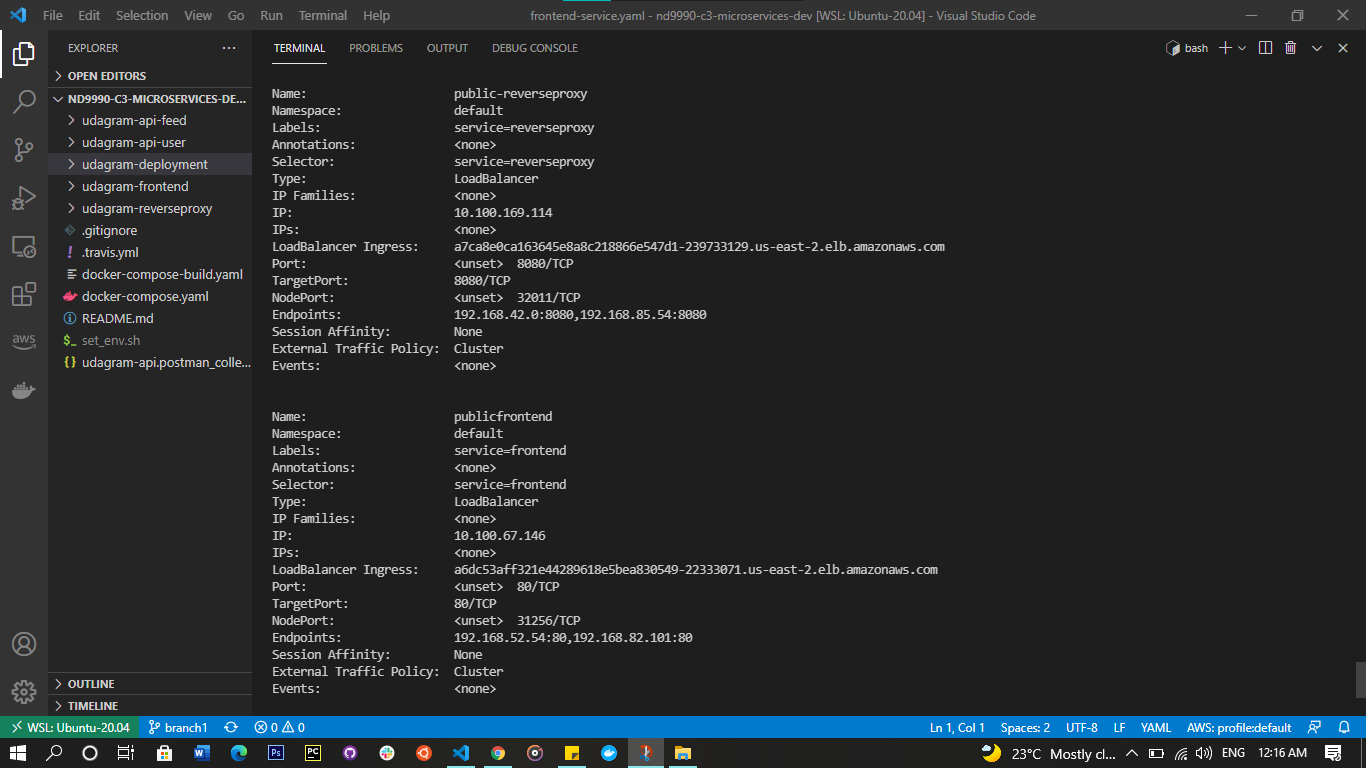 File Edit Selection View Go Run Terminal Help frontend-service.yaml - nd9990-c3-microservices-dev [WSL: Ubuntu-20.04] - Visual Studio Code
EXPLORER
OPEN EDITORS
ND9990-C3-MICROSERVICES-DE...
udagram-api-feed
udagram-api-user
udagram-deployment
udagram-frontend
udagram-reverseproxy
.gitignore
! .travis.yml
docker-compose-build.yaml
docker-compose.yaml
README.md
$_ set_env.sh
{} udagram-api.postman_colle...
OUTLINE
TIMELINE
aws
TERMINAL PROBLEMS OUTPUT DEBUG CONSOLE bash
Name: public-reverseproxy
Namespace: default
Labels: service=reverseproxy
Annotations: <none>
Selector: service=reverseproxy
Type: LoadBalancer
IP Families: <none>
IP: 10.100.169.114
IPs: <none>
LoadBalancer Ingress: a7ca8e0ca163645e8a8c218866e547d1-239733129.us-east-2.elb.amazonaws.com
Port: <unset> 8080/TCP
TargetPort: 8080/TCP
NodePort: <unset> 32011/TCP
Endpoints: 192.168.42.0:8080,192.168.85.54:8080
Session Affinity: None
External Traffic Policy: Cluster
Events: <none>
Name: publicfrontend
Namespace: default
Labels: service=frontend
Annotations: <none>
Selector: service=frontend
Type: LoadBalancer
IP Families: <none>
IP: 10.100.67.146
IPs: <none>
LoadBalancer Ingress: a6dc53aff321e44289618e5bea830549-22333071.us-east-2.elb.amazonaws.com
Port: <unset> 80/TCP
TargetPort: 80/TCP
NodePort: <unset> 31256/TCP
Endpoints: 192.168.52.54:80,192.168.82.101:80
Session Affinity: None
External Traffic Policy: Cluster
Events: <none>
WSL: Ubuntu-20.04 branch1 0 0 Ln 1, Col 1 Spaces: 2 UTF-8 LF YAML AWS: profile:default
W Ps PC 23°C Mostly cl... ENG 12:16 AM